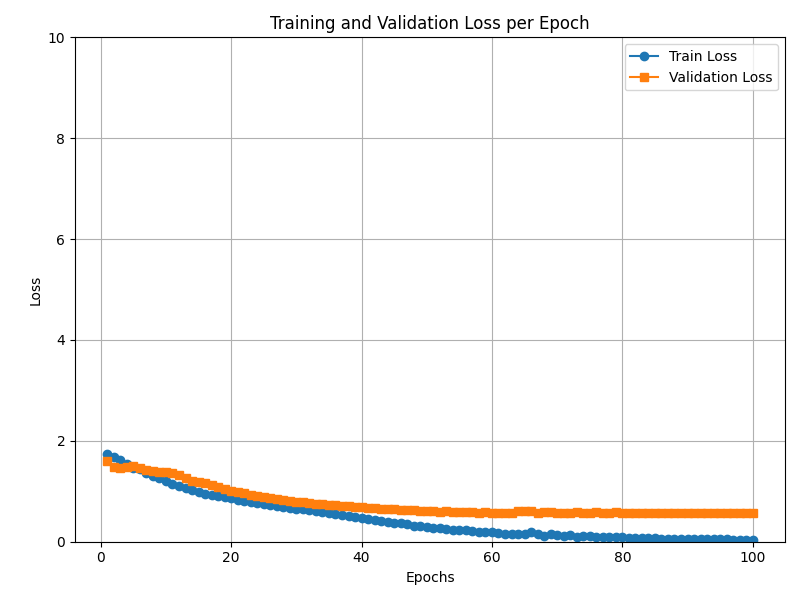 Training and Validation Loss per Epoch
Train Loss
Validation Loss
10
8
6
4
2
0
Loss
0 20 40 60 80 100
Epochs